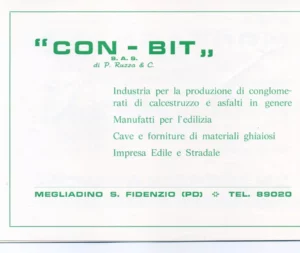 "CON - BIT„
S. A. S.
di P. Ruzza & C.
Industria per la produzione di conglome-
rati di calcestruzzo e asfalti in genere
Manufatti per l'edilizia
Cave e forniture di materiali ghiaiosi
Impresa Edile e Stradale
MEGLIADINO S. FIDENZIO (PD) ✡ TEL. 89020